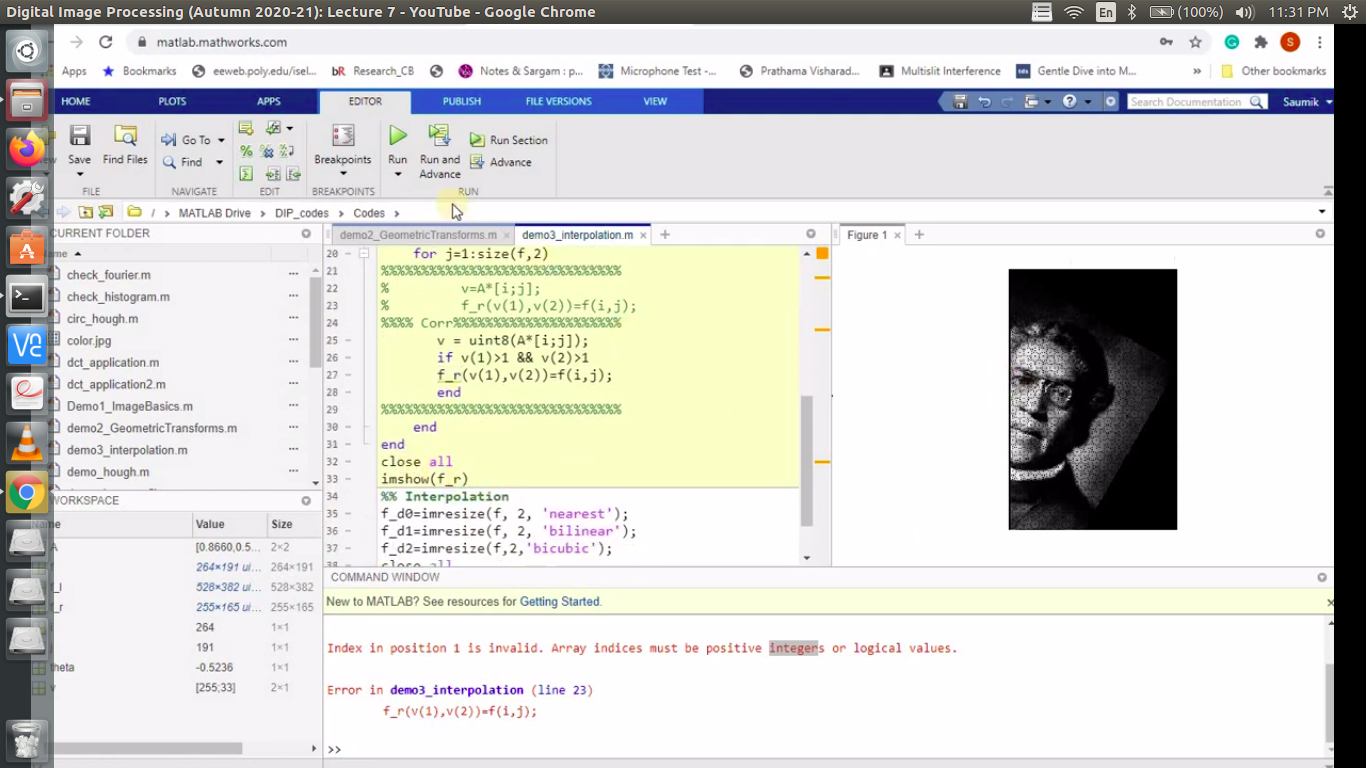 Digital Image Processing (Autumn 2020-21): Lecture 7 - YouTube - Google Chrome
En
(100%)
11:31 PM
matlab.mathworks.com
S
Apps
Bookmarks
eeweb.poly.edu/isel...
bR Research_CB
Notes & Sargam : p...
Microphone Test -...
Prathama Visharad...
Multislit Interference
tds Gentle Dive into M...
»
Other bookmarks
HOME PLOTS APPS EDITOR PUBLISH FILE VERSIONS VIEW
Search Documentation
Saumik
Save
Find Files
Go To
Find
Breakpoints
Run
Run and
Advance
Run Section
Advance
FILE NAVIGATE EDIT BREAKPOINTS RUN
/ › MATLAB Drive › DIP_codes › Codes ›
CURRENT FOLDER
ame
check_fourier.m
check_histogram.m
circ_hough.m
color.jpg
dct_application.m
dct_application2.m
Demo1_ImageBasics.m
demo2_GeometricTransforms.m
demo3_interpolation.m
demo_hough.m
demo2_GeometricTransforms.m × demo3_interpolation.m × +
20 – for j=1:size(f,2)
21 %%%%%%%%%%%%%%%%%%%%%%%%%%%%
22 – % v=A*[i;j];
23 – % f_r(v(1),v(2))=f(i,j);
24 %%%% Corr%%%%%%%%%%%%%%%%%%%%
25 – v = uint8(A*[i;j]);
26 – if v(1)>1 && v(2)>1
27 – f_r(v(1),v(2))=f(i,j);
28 – end
29 %%%%%%%%%%%%%%%%%%%%%%%%%%%%
30 – end
31 – end
32 – close all
33 – imshow(f_r)
34 %% Interpolation
35 – f_d0=imresize(f, 2, 'nearest');
36 – f_d1=imresize(f, 2, 'bilinear');
37 – f_d2=imresize(f,2,'bicubic');
38 – close all
Figure 1 × +
WORKSPACE
ame Value Size
A [0.8660,0.5... 2×2
264×191 ui... 264×191
f_l 528×382 ui... 528×382
f_r 255×165 ui... 255×165
264 1×1
191 1×1
theta -0.5236 1×1
v [255;33] 2×1
COMMAND WINDOW
New to MATLAB? See resources for Getting Started.
Index in position 1 is invalid. Array indices must be positive integers or logical values.
Error in demo3_interpolation (line 23)
f_r(v(1),v(2))=f(i,j);
>>